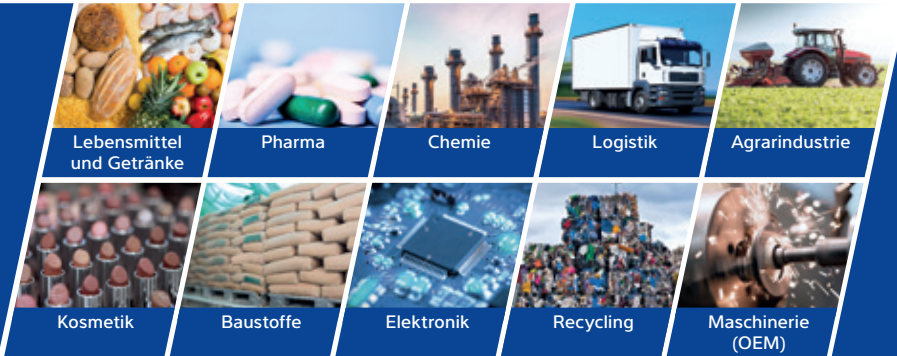 Lebensmittel
und Getränke
Pharma
Chemie
Logistik
Agrarindustrie
Kosmetik
Baustoffe
Elektronik
Recycling
Maschinerie
(OEM)